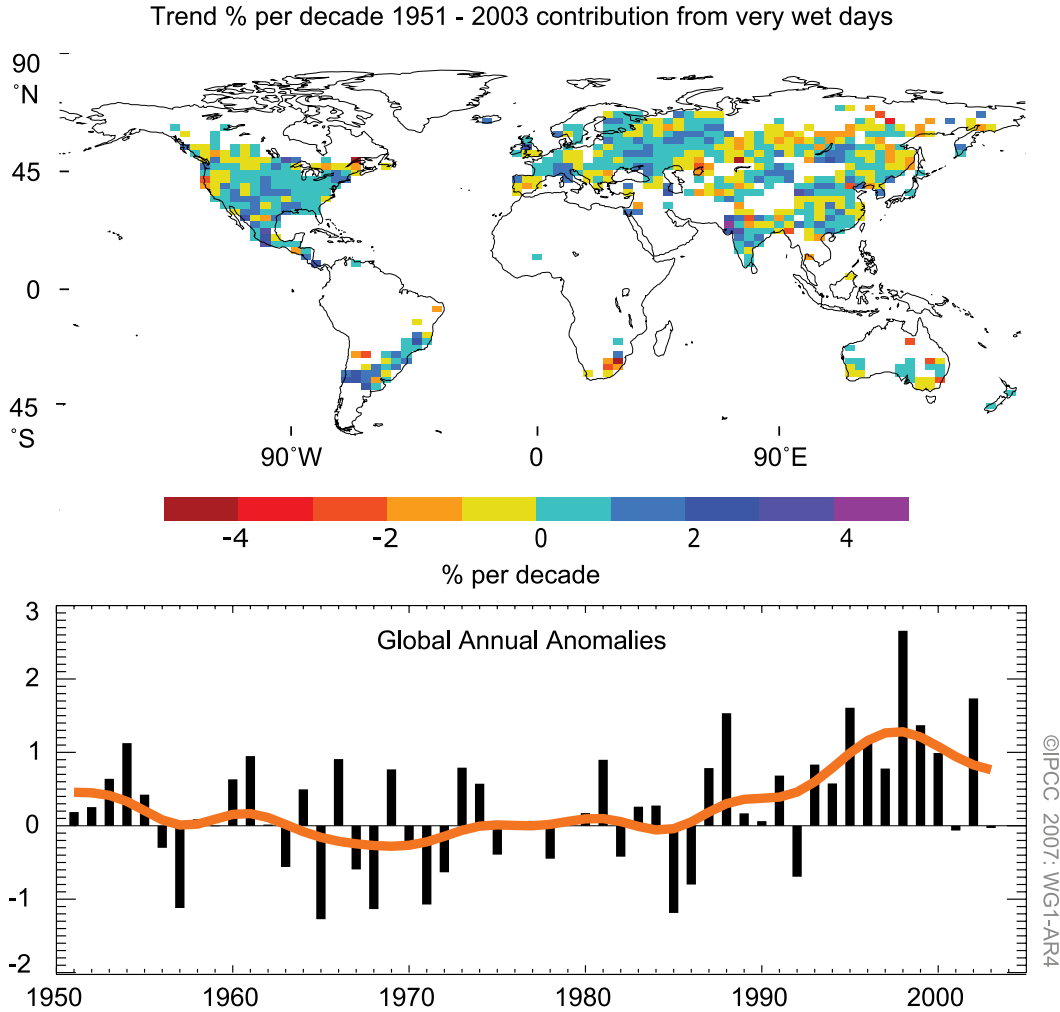 Trend % per decade 1951 - 2003 contribution from very wet days
90
°N
45
0
45
°S
90°W 0 90°E
-4 -2 0 2 4
% per decade
Global Annual Anomalies
3
2
1
0
-1
-2
1950 1960 1970 1980 1990 2000
©IPCC 2007: WG1-AR4